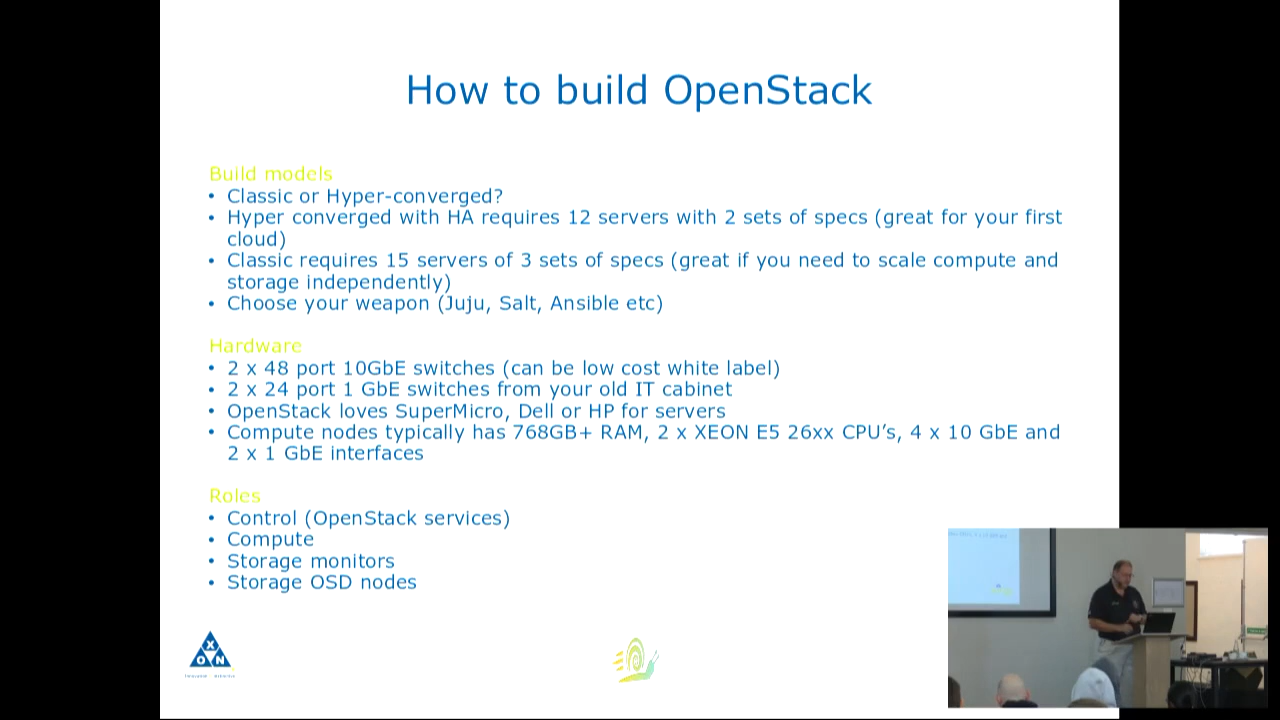 How to build OpenStack
Build models
• Classic or Hyper-converged?
• Hyper converged with HA requires 12 servers with 2 sets of specs (great for your first
cloud)
• Classic requires 15 servers of 3 sets of specs (great if you need to scale compute and
storage independently)
• Choose your weapon (Juju, Salt, Ansible etc)
Hardware
• 2 x 48 port 10GbE switches (can be low cost white label)
• 2 x 24 port 1 GbE switches from your old IT cabinet
• OpenStack loves SuperMicro, Dell or HP for servers
• Compute nodes typically has 768GB+ RAM, 2 x XEON E5 26xx CPU’s, 4 x 10 GbE and
2 x 1 GbE interfaces
Roles
• Control (OpenStack services)
• Compute
• Storage monitors
• Storage OSD nodes
X
O N